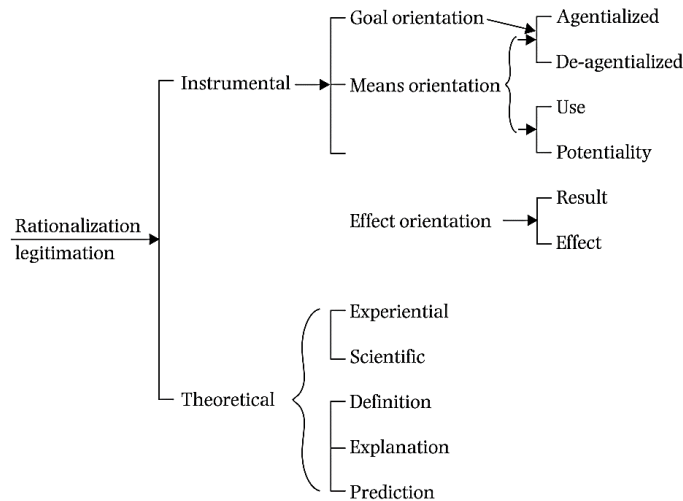 Goal orientation
Agentialized
De-agentialized
Instrumental
Means orientation
Use
Potentiality
Rationalization
legitimation
Effect orientation
Result
Effect
Experiential
Scientific
Theoretical
Definition
Explanation
Prediction